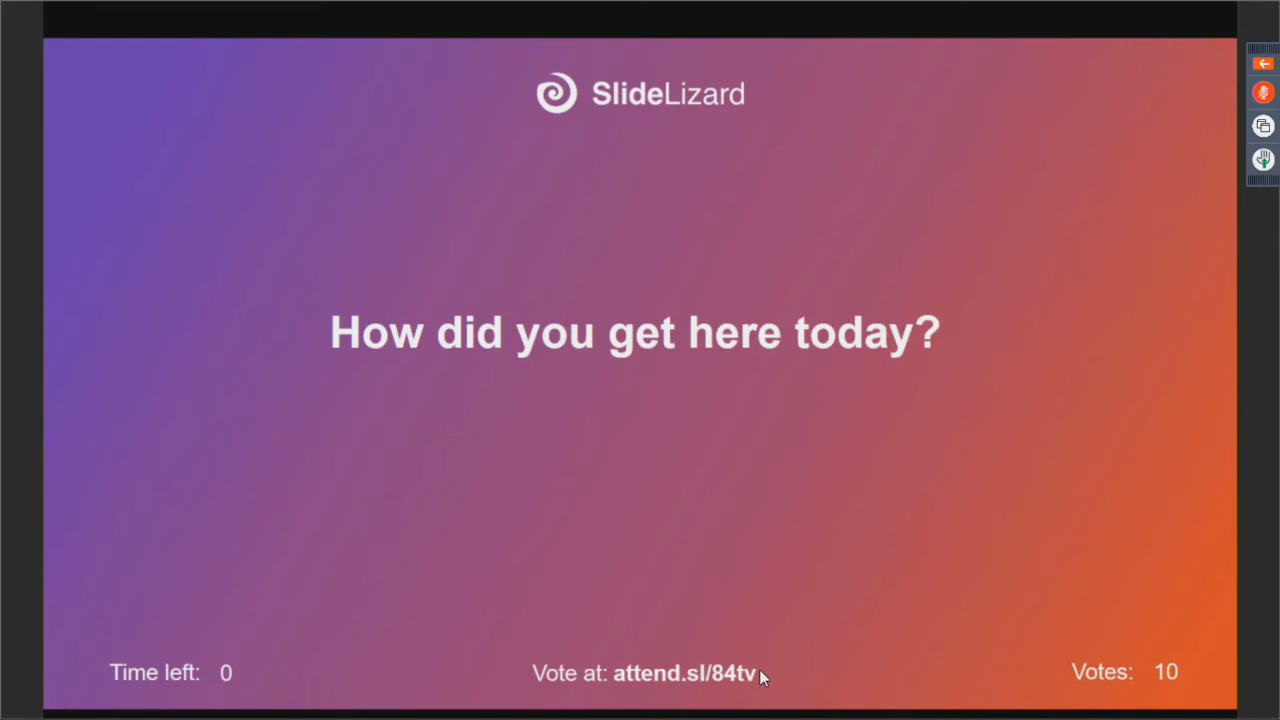 SlideLizard
How did you get here today?
Time left: 0
Vote at: attend.sl/84tv
Votes: 10